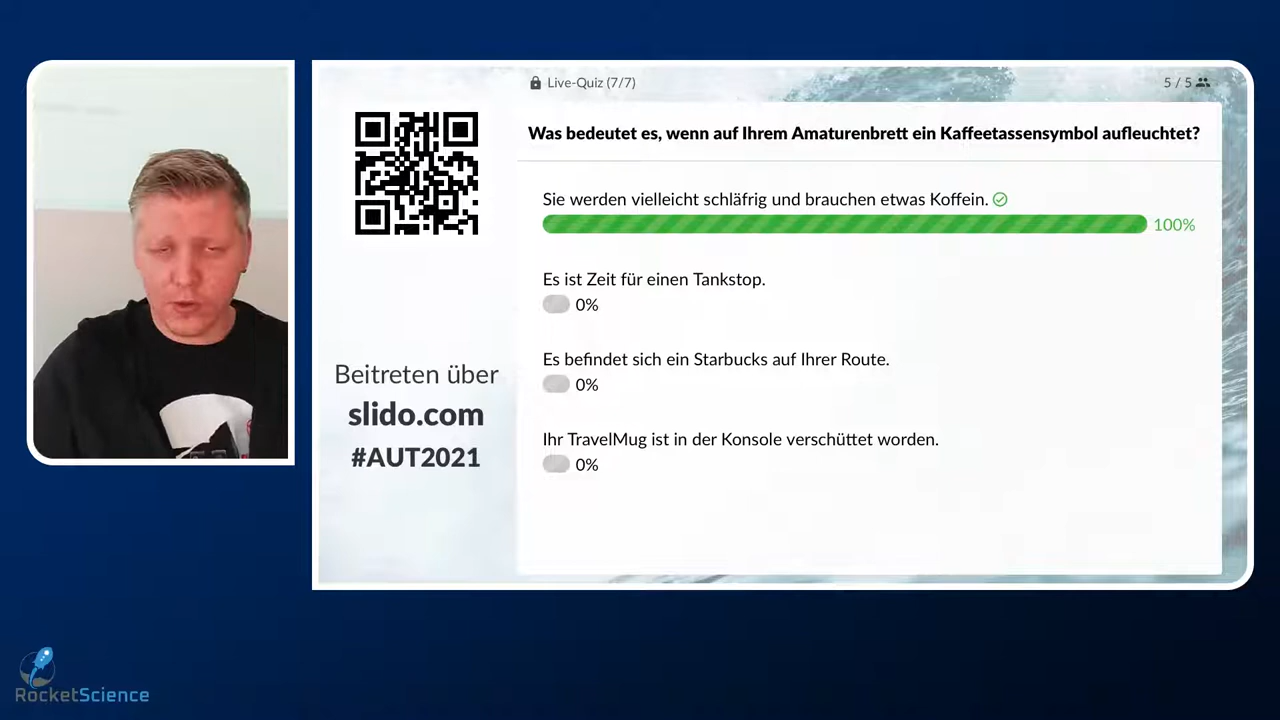 Live-Quiz (7/7)
5 / 5
Was bedeutet es, wenn auf Ihrem Amaturenbrett ein Kaffeetassensymbol aufleuchtet?
Sie werden vielleicht schläfrig und brauchen etwas Koffein.
100%
Es ist Zeit für einen Tankstop.
0%
Es befindet sich ein Starbucks auf Ihrer Route.
0%
Ihr TravelMug ist in der Konsole verschüttet worden.
0%
Beitreten über
slido.com
#AUT2021
RocketScience